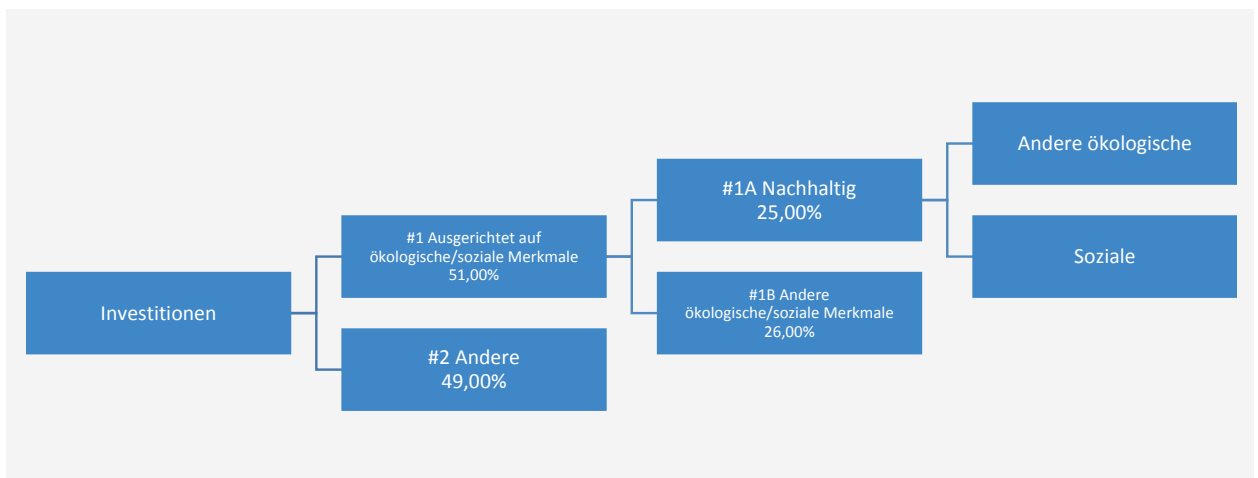 Investitionen
#1 Ausgerichtet auf
ökologische/soziale Merkmale
51,00%
#2 Andere
49,00%
#1A Nachhaltig
25,00%
#1B Andere
ökologische/soziale Merkmale
26,00%
Andere ökologische
Soziale